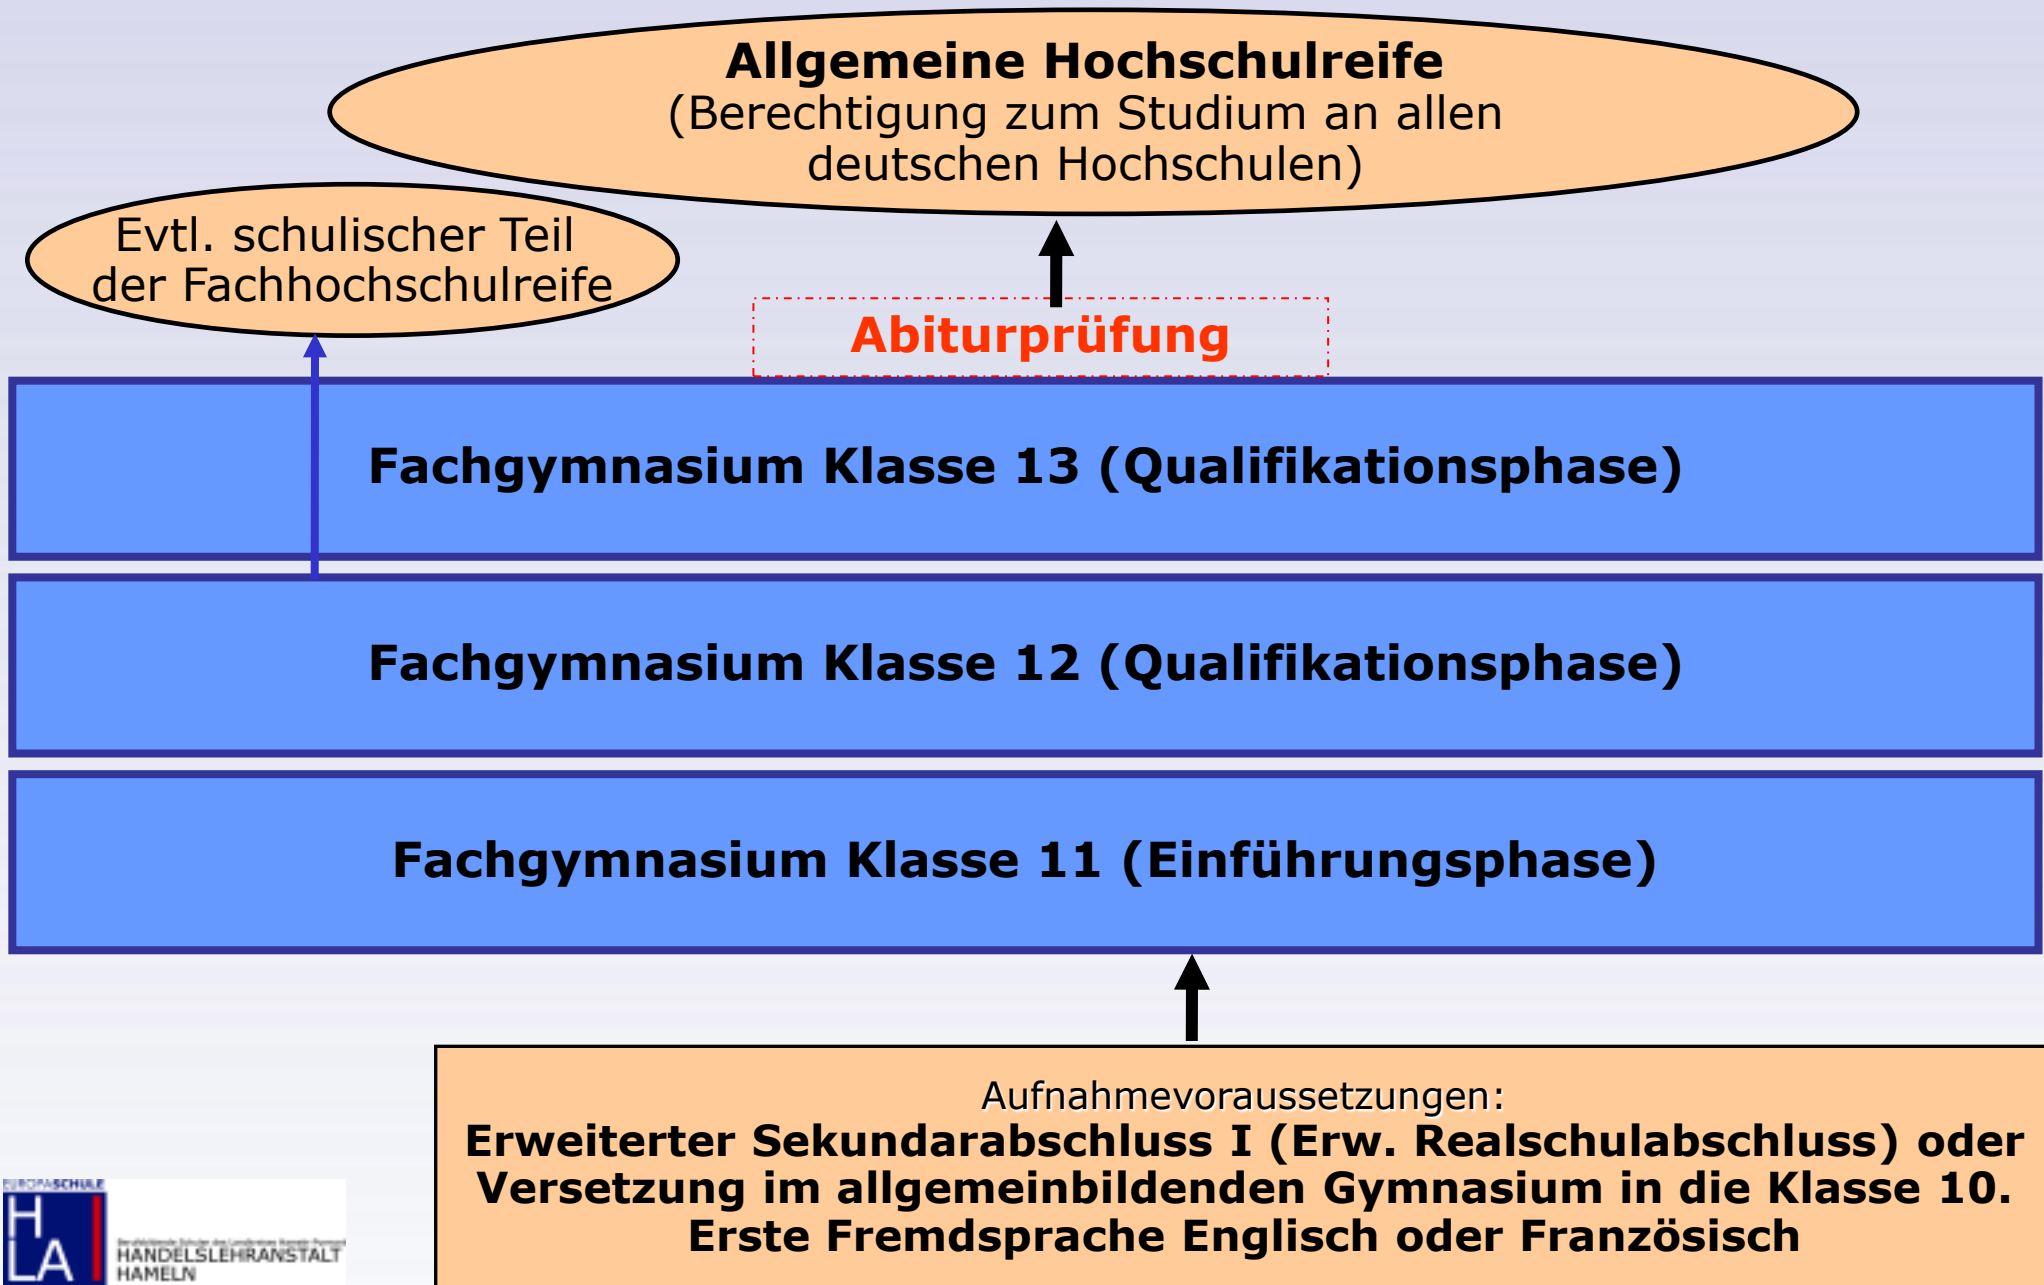 Allgemeine Hochschulreife
(Berechtigung zum Studium an allen
deutschen Hochschulen)
Evtl. schulischer Teil
der Fachhochschulreife
Abiturprüfung
Fachgymnasium Klasse 13 (Qualifikationsphase)
Fachgymnasium Klasse 12 (Qualifikationsphase)
Fachgymnasium Klasse 11 (Einführungsphase)
Aufnahmevoraussetzungen:
Erweiterter Sekundarabschluss I (Erw. Realschulabschluss) oder
Versetzung im allgemeinbildenden Gymnasium in die Klasse 10.
Erste Fremdsprache Englisch oder Französisch
EUROPASCHULE
H
LA
HANDELSLEHRANSTALT
HAMELN